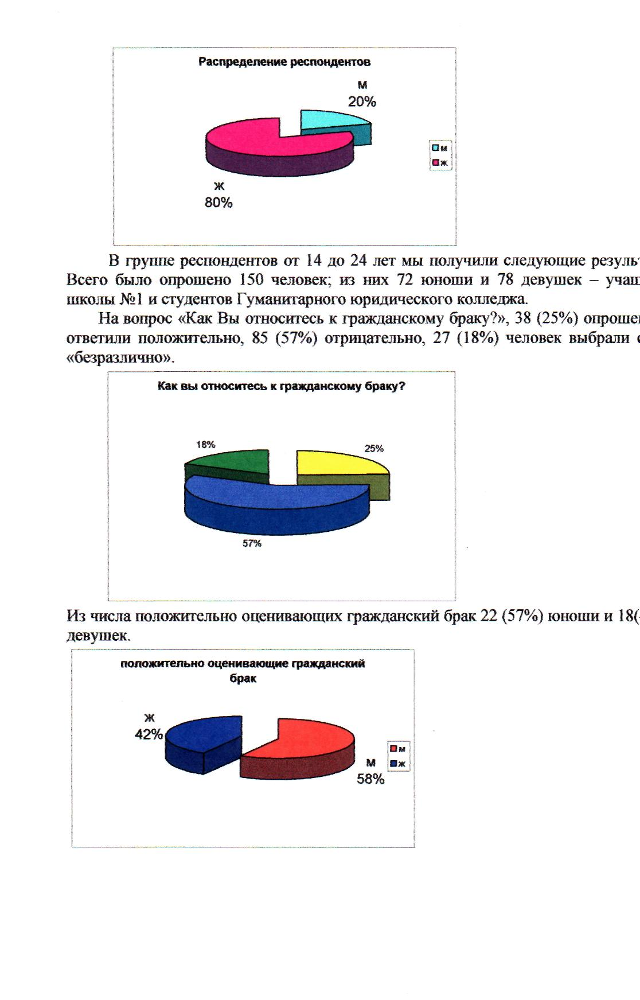 Распределение респондентов
М
20%
м
ж
Ж
80%
В группе респондентов от 14 до 24 лет мы получили следующие резуль
Всего было опрошено 150 человек; из них 72 юноши и 78 девушек – учащ
школы №1 и студентов Гуманитарного юридического колледжа.
На вопрос «Как Вы относитесь к гражданскому браку?», 38 (25%) опроше
ответили положительно, 85 (57%) отрицательно, 27 (18%) человек выбрали
«безразлично».
Как вы относитесь к гражданскому браку?
18%
25%
57%
Из числа положительно оценивающих гражданский брак 22 (57%) юноши и 18(
девушек.
положительно оценивающие гражданский
брак
Ж
42%
м
ж
М
58%